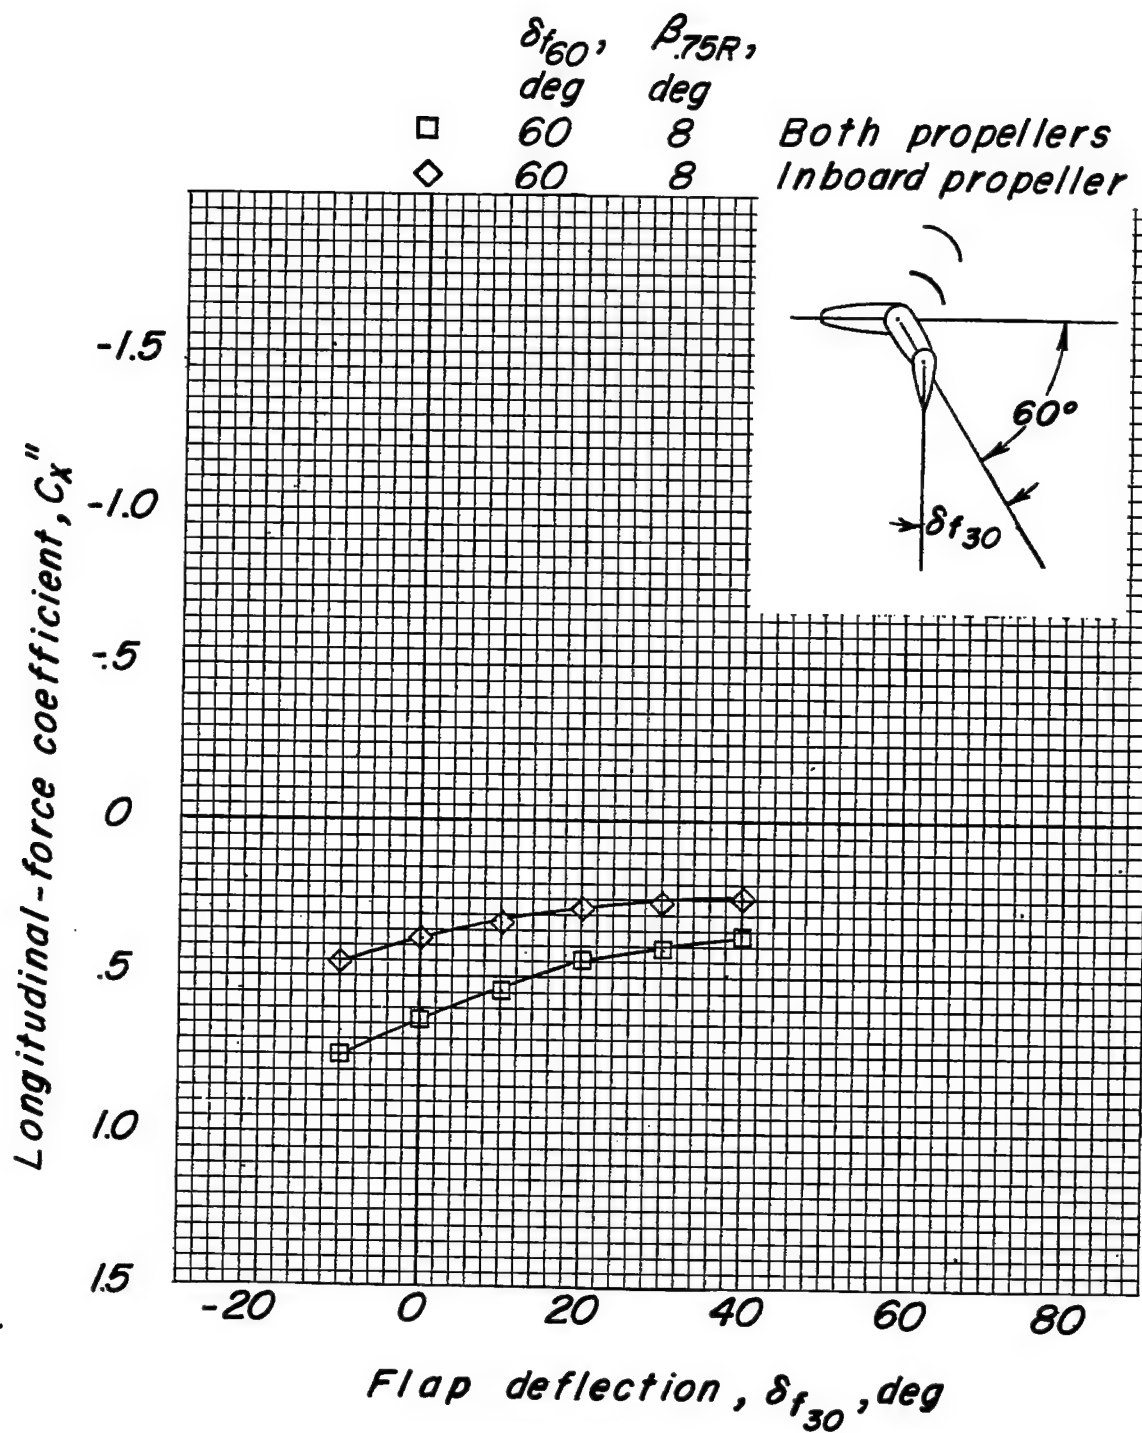 δf60, β.75R,
deg deg
□ 60 8 Both propellers
◇ 60 8 Inboard propeller
60°
δf30
-1.5
-1.0
-.5
0
.5
1.0
1.5
Longitudinal-force coefficient, Cx"
-20 0 20 40 60 80
Flap deflection, δf30, deg